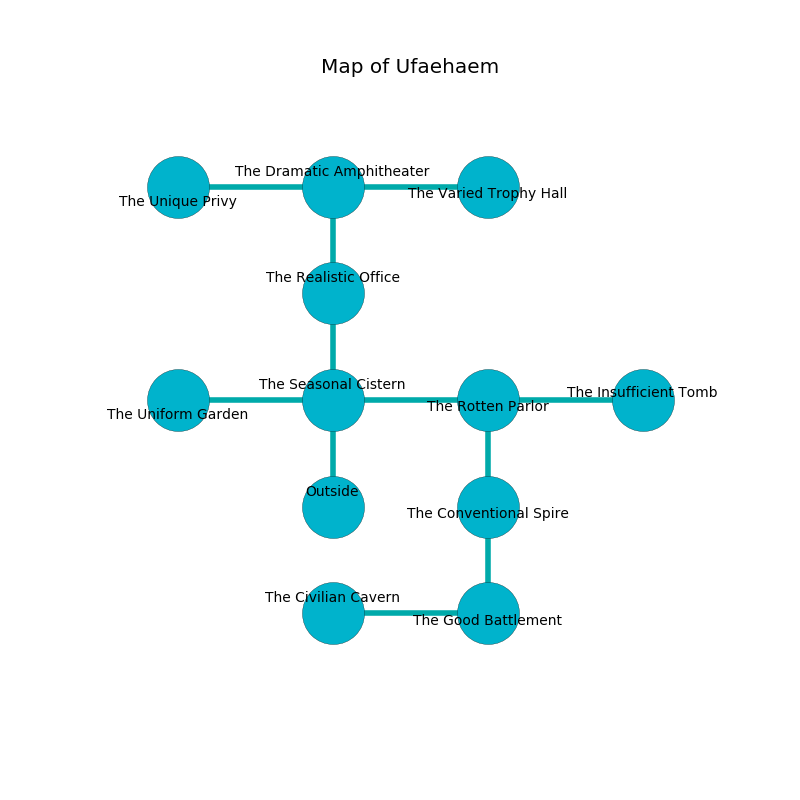 Map of Ufaehaem
The Dramatic Amphitheater
The Varied Trophy Hall
The Unique Privy
The Realistic Office
The Seasonal Cistern
The Insufficient Tomb
The Rotten Parlor
The Uniform Garden
Outside
The Conventional Spire
The Civilian Cavern
The Good Battlement